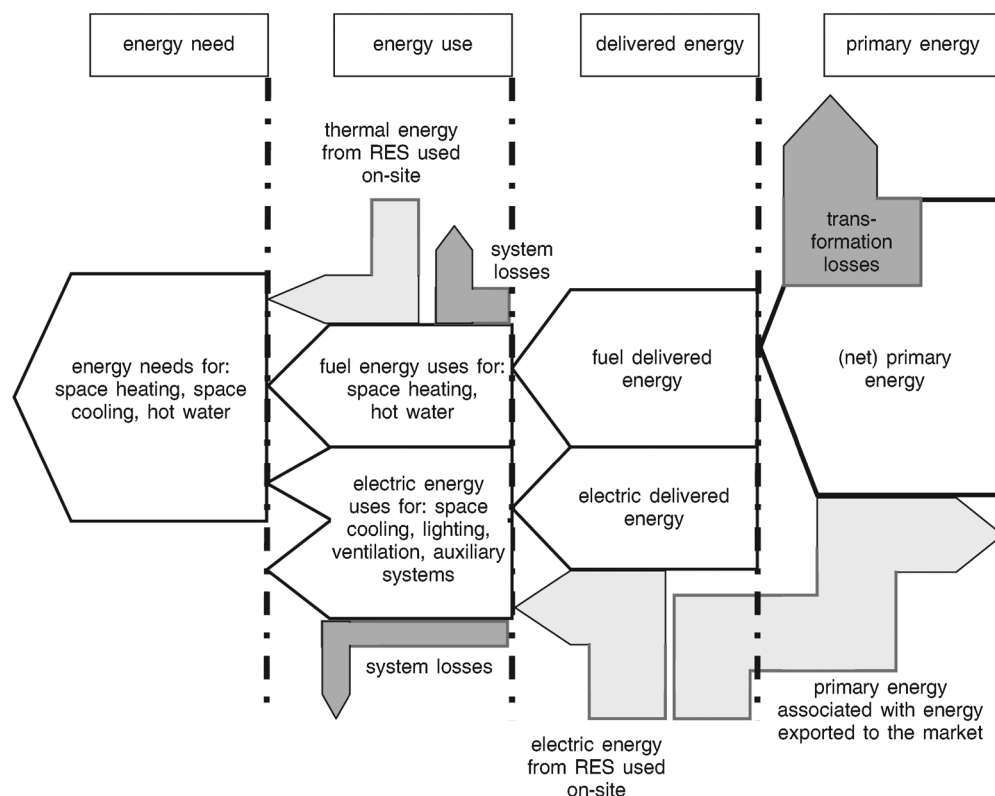 energy need
energy use
delivered energy
primary energy
thermal energy
from RES used
on-site
system
losses
trans-
formation
losses
energy needs for:
space heating, space
cooling, hot water
fuel energy uses for:
space heating,
hot water
fuel delivered
energy
(net) primary
energy
electric energy
uses for: space
cooling, lighting,
ventilation, auxiliary
systems
electric delivered
energy
system losses
primary energy
associated with energy
exported to the market
electric energy
from RES used
on-site